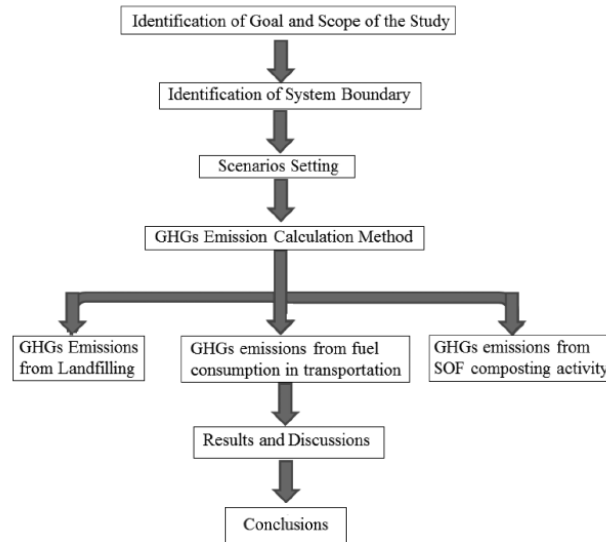 Identification of Goal and Scope of the Study
Identification of System Boundary
Scenarios Setting
GHGs Emission Calculation Method
GHGs Emissions
from Landfilling
GHGs emissions from fuel
consumption in transportation
GHGs emissions from
SOF composting activity
Results and Discussions
Conclusions